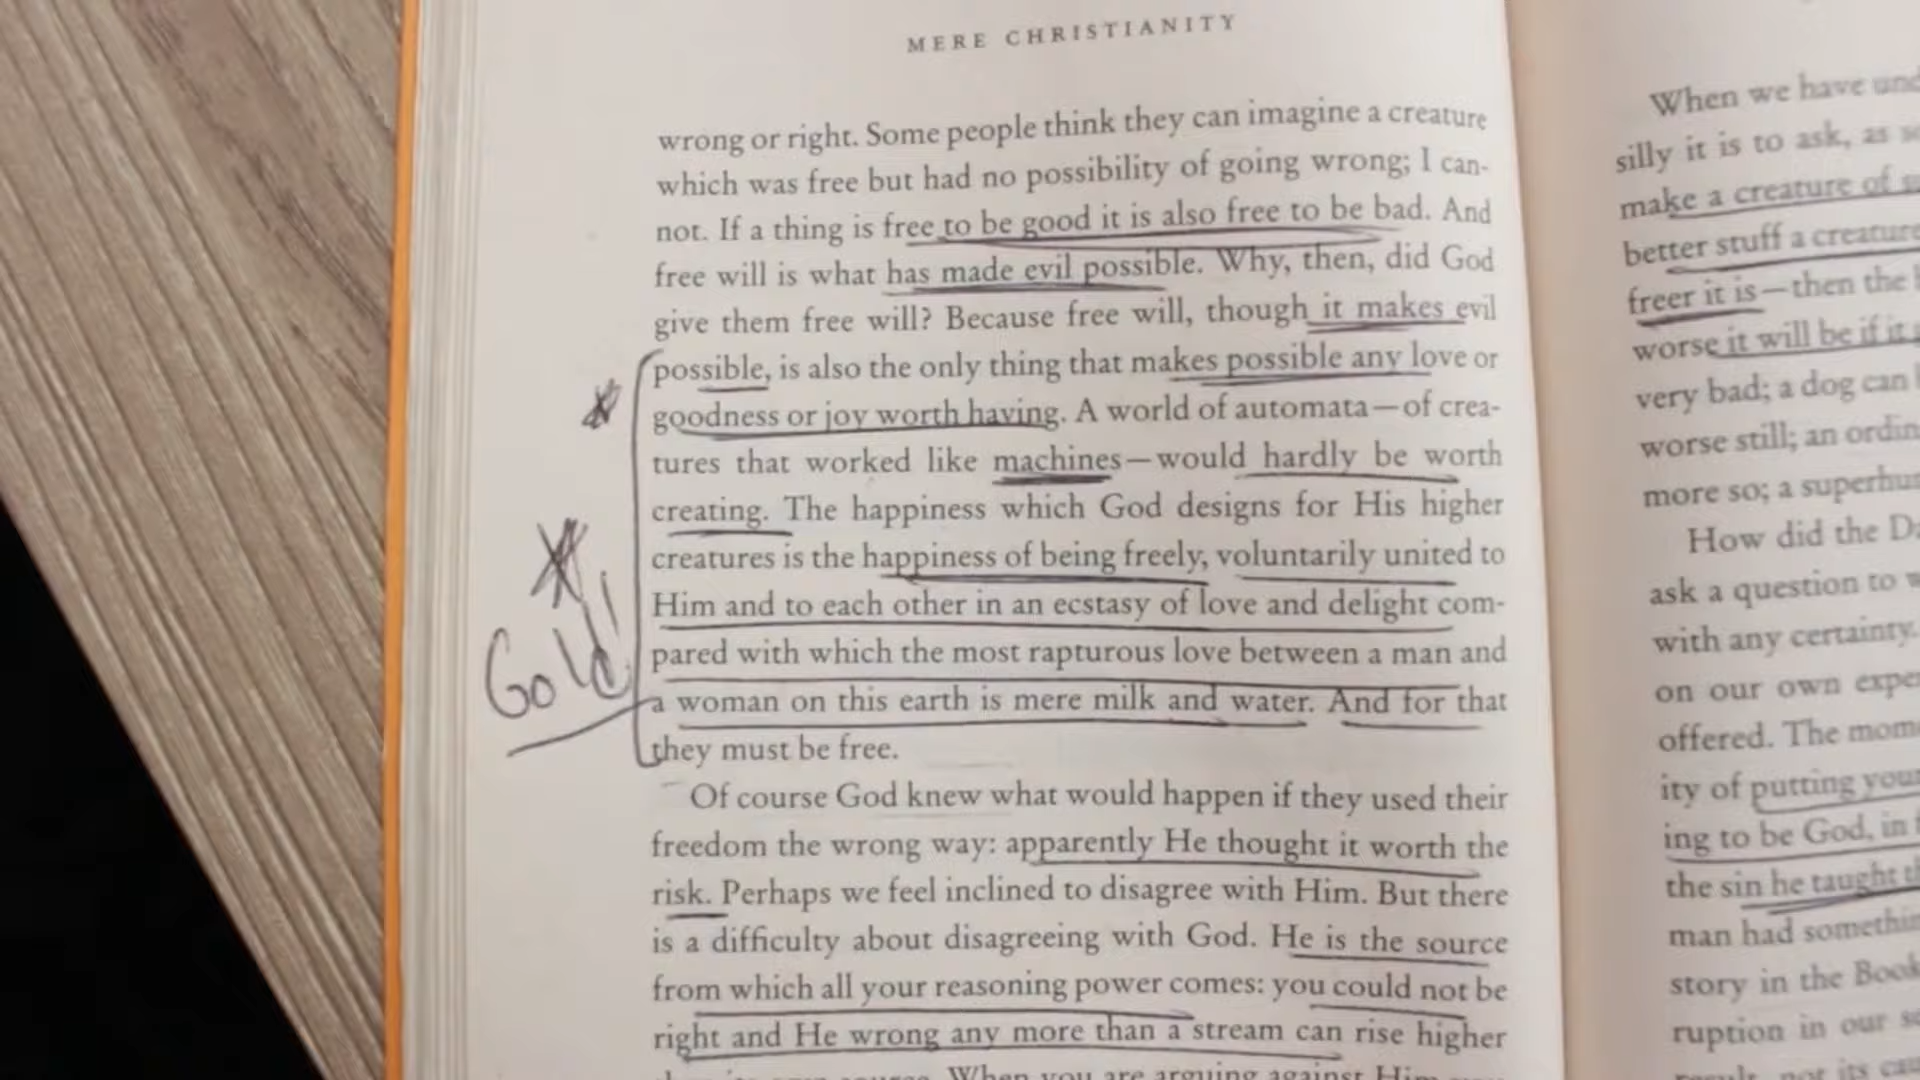 MERE CHRISTIANITY
wrong or right. Some people think they can imagine a creature
which was free but had no possibility of going wrong; I can-
not. If a thing is free to be good it is also free to be bad. And
free will is what has made evil possible. Why, then, did God
give them free will? Because free will, though it makes evil
possible, is also the only thing that makes possible any love or
goodness or joy worth having. A world of automata—of crea-
tures that worked like machines—would hardly be worth
creating. The happiness which God designs for His higher
creatures is the happiness of being freely, voluntarily united to
Him and to each other in an ecstasy of love and delight com-
pared with which the most rapturous love between a man and
a woman on this earth is mere milk and water. And for that
they must be free.
Of course God knew what would happen if they used their
freedom the wrong way: apparently He thought it worth the
risk. Perhaps we feel inclined to disagree with Him. But there
is a difficulty about disagreeing with God. He is the source
from which all your reasoning power comes: you could not be
right and He wrong any more than a stream can rise higher
When you are arguing against Him
Gold!
When we have
silly it is to ask, as
make a creature of
better stuff a creature
freer it is—then the
worse it will be if it
very bad; a dog can
worse still; an
more so; a
How did the
ask a question to
with any certainty.
on our own
offered. The
ity of putting
ing to be God, in
the sin he taught
man had
story in the
ruption in our
result, not its